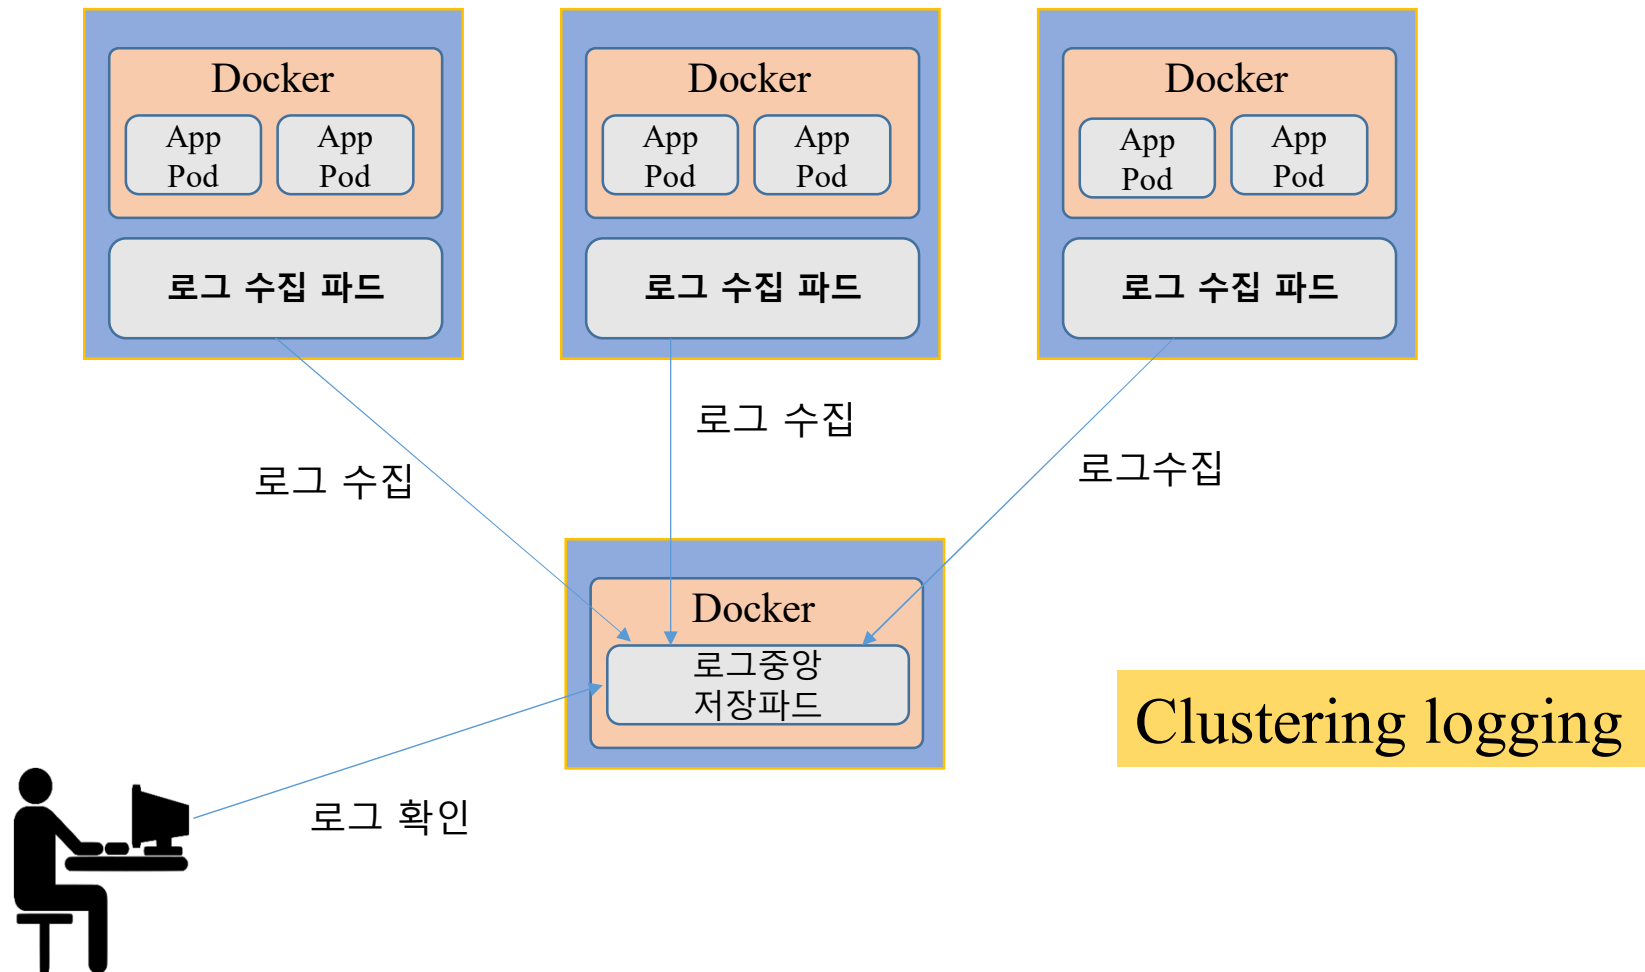 Docker
App
Pod
App
Pod
로그 수집 파드
Docker
App
Pod
App
Pod
로그 수집 파드
Docker
App
Pod
App
Pod
로그 수집 파드
로그 수집
로그 수집
로그수집
Docker
로그중앙
저장파드
Clustering logging
로그 확인